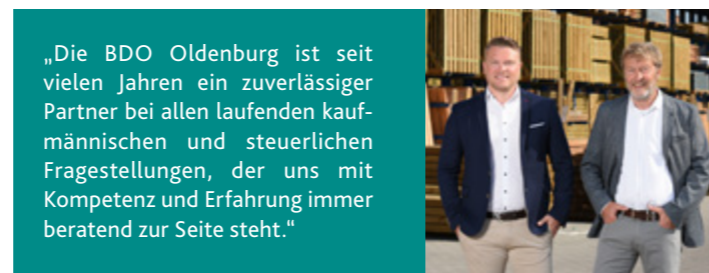 „Die BDO Oldenburg ist seit
vielen Jahren ein zuverlässiger
Partner bei allen laufenden kauf-
männischen und steuerlichen
Fragestellungen, der uns mit
Kompetenz und Erfahrung immer
beratend zur Seite steht.“